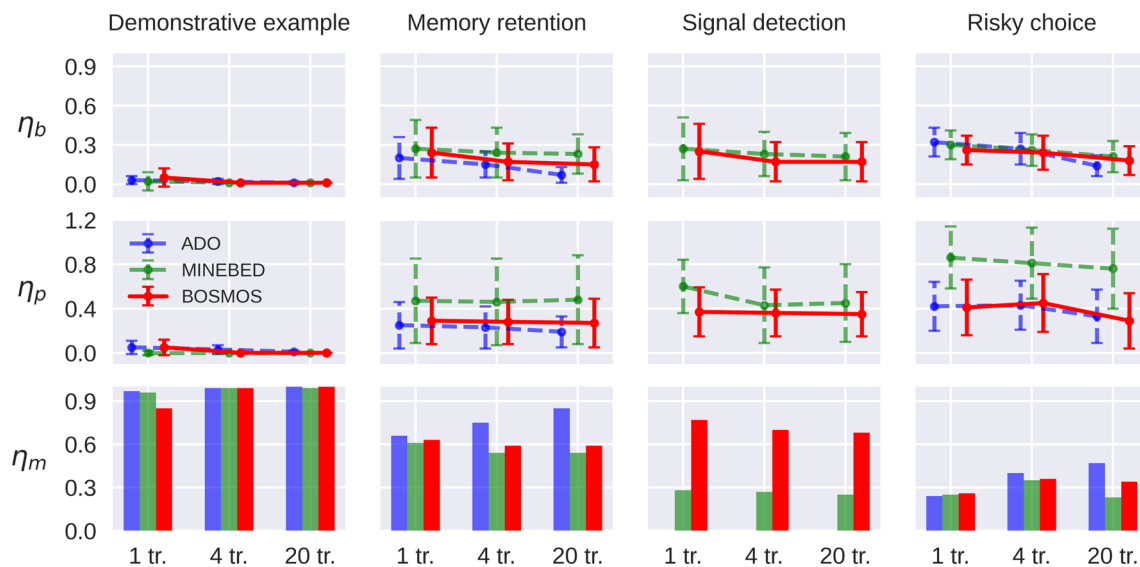 Demonstrative example
Memory retention
Signal detection
Risky choice
η_b
0.9
0.6
0.3
0.0
η_p
1.2
0.8
0.4
0.0
ADO
MINEBED
BOSMOS
η_m
0.9
0.6
0.3
0.0
1 tr. 4 tr. 20 tr.
1 tr. 4 tr. 20 tr.
1 tr. 4 tr. 20 tr.
1 tr. 4 tr. 20 tr.